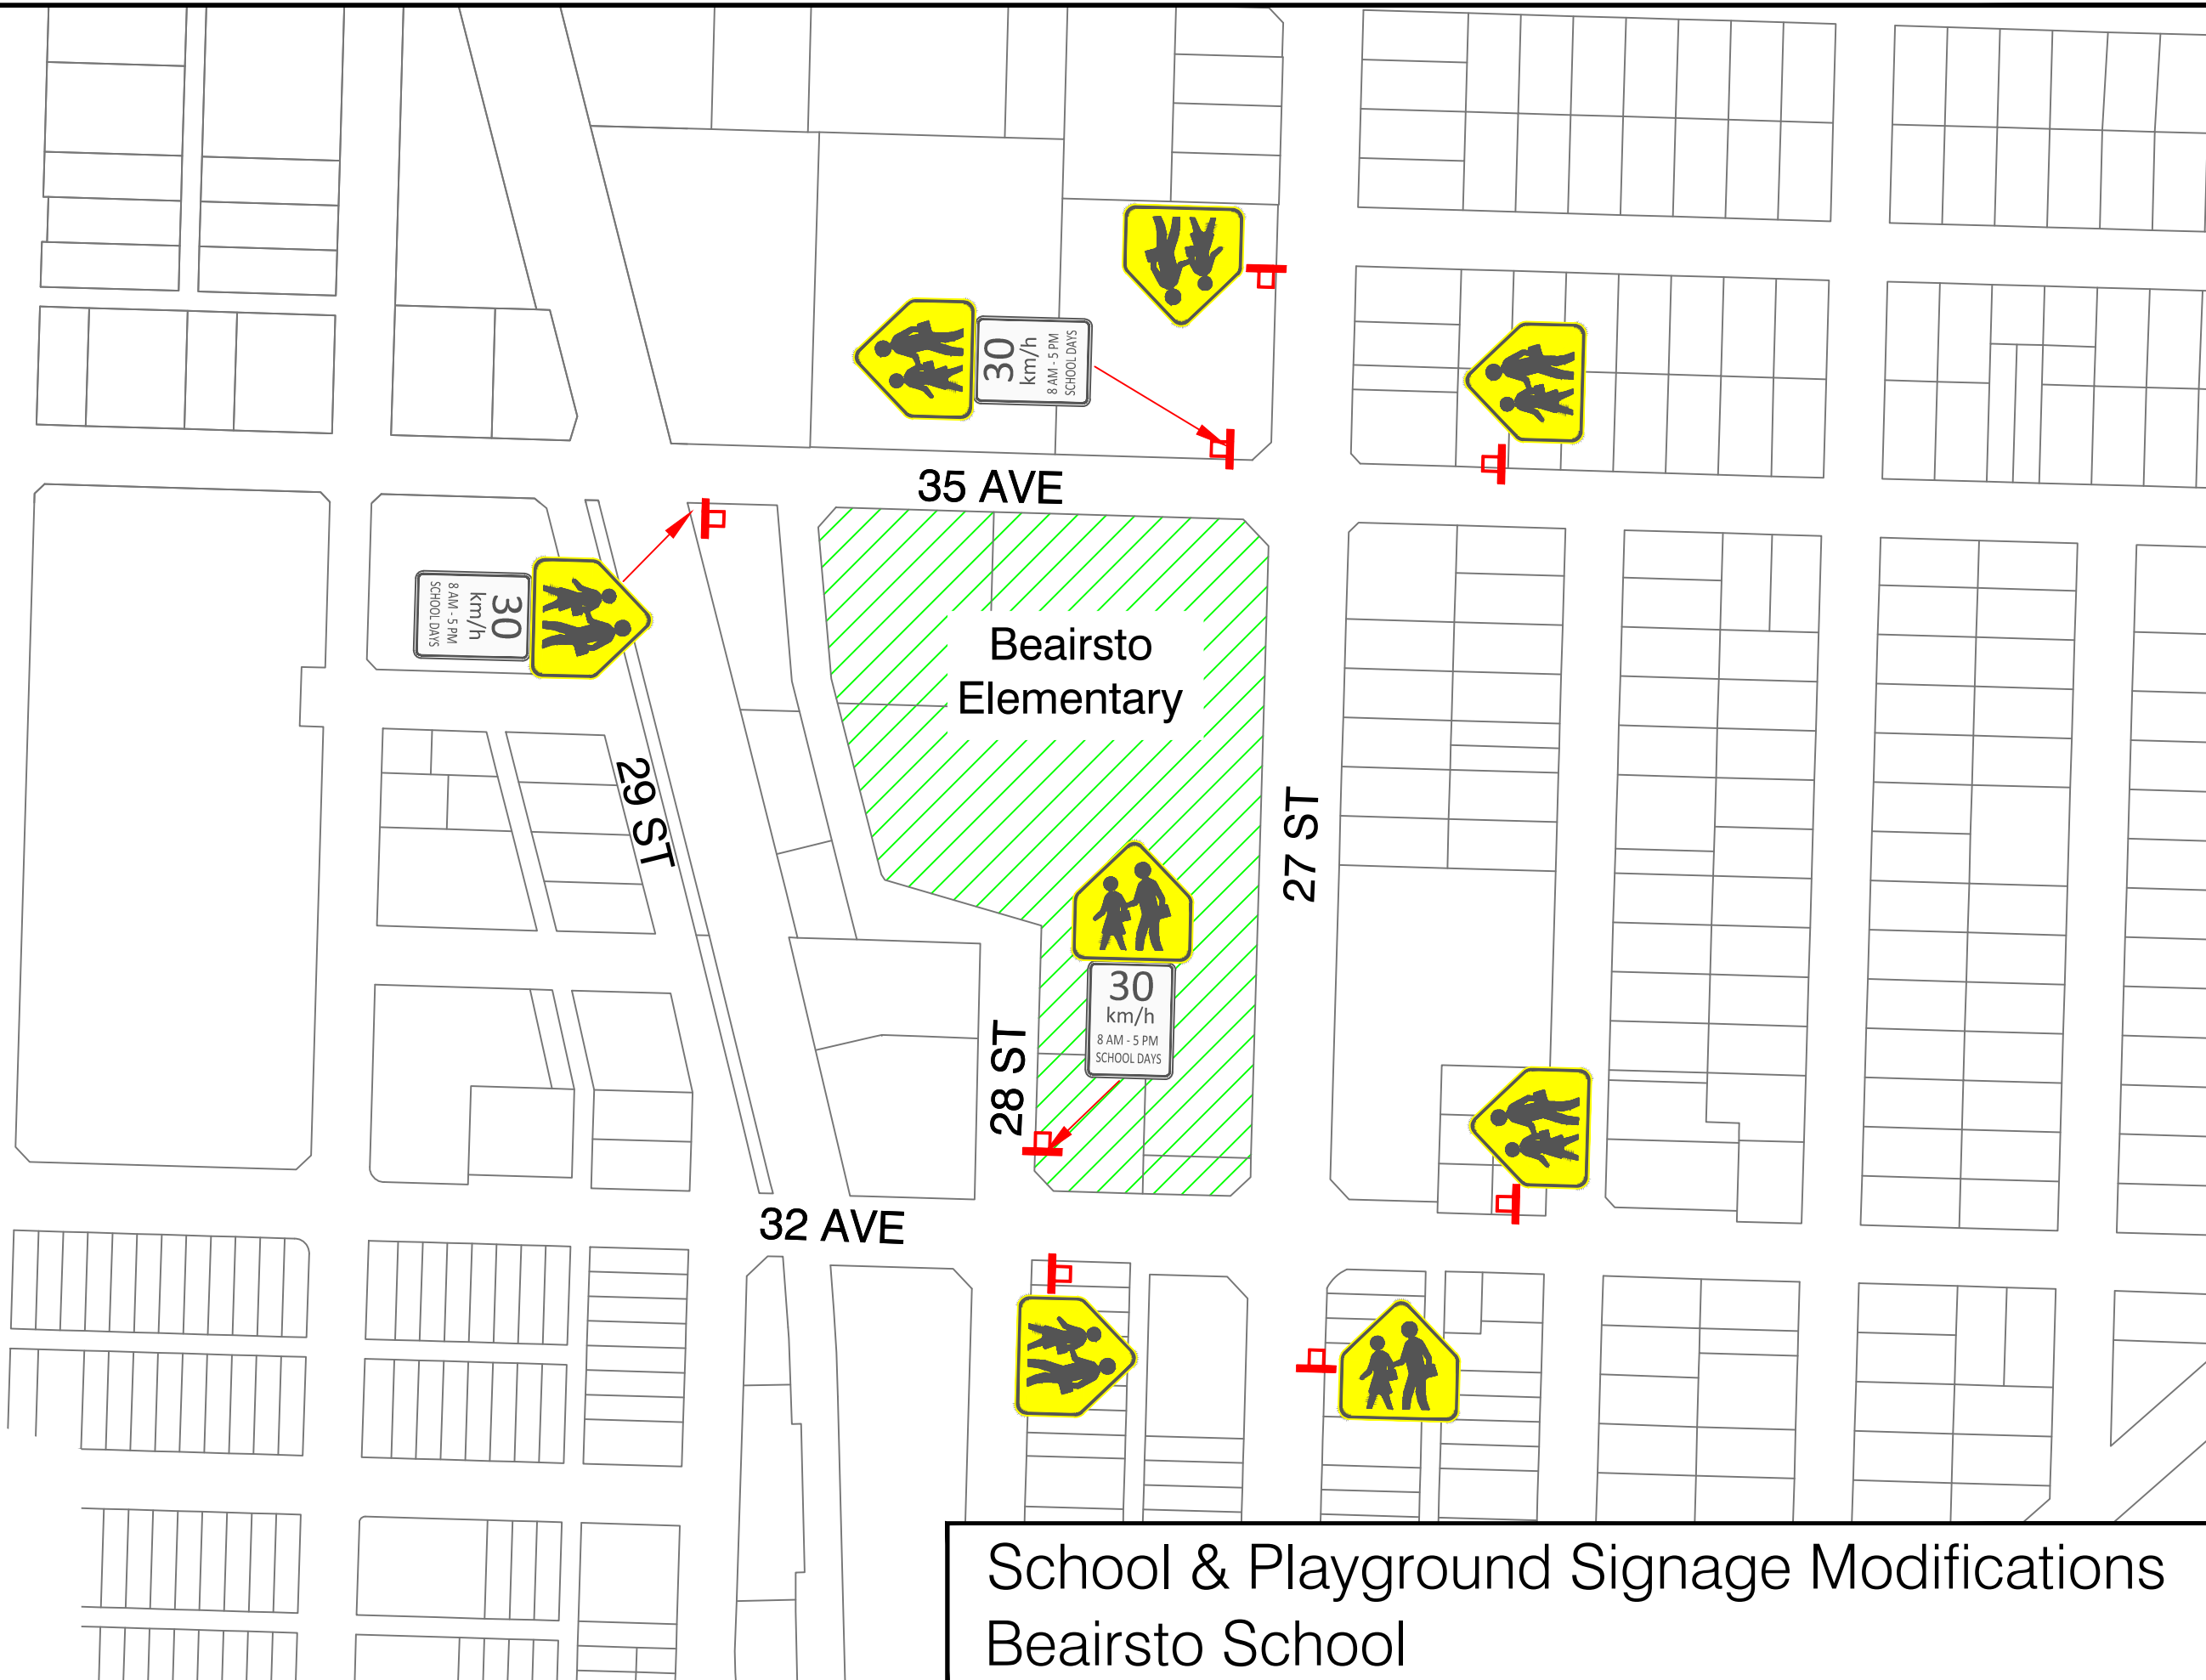 30
km/h
8 AM - 5 PM
SCHOOL DAYS
35 AVE
30
km/h
8 AM - 5 PM
SCHOOL DAYS
Beairsto
Elementary
29 ST
27 ST
30
km/h
8 AM - 5 PM
SCHOOL DAYS
28 ST
32 AVE
School & Playground Signage Modifications
Beairsto School